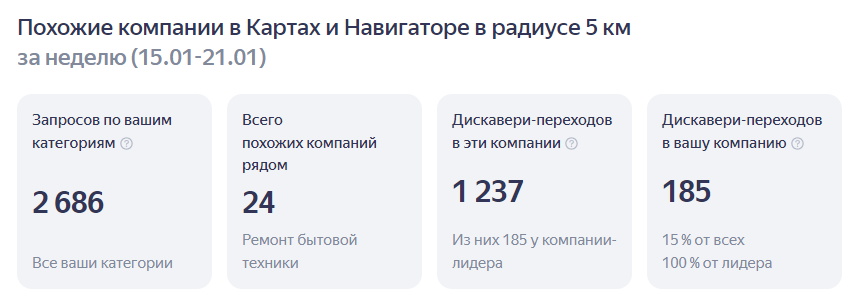 Похожие компании в Картах и Навигаторе в радиусе 5 км
за неделю (15.01-21.01)
Запросов по вашим
категориям ?
2 686
Все ваши категории
Всего
похожих компаний
рядом
24
Ремонт бытовой
техники
Дискавери-переходов
в эти компании ?
1 237
Из них 185 у компании-
лидера
Дискавери-переходов
в вашу компанию ?
185
15 % от всех
100 % от лидера